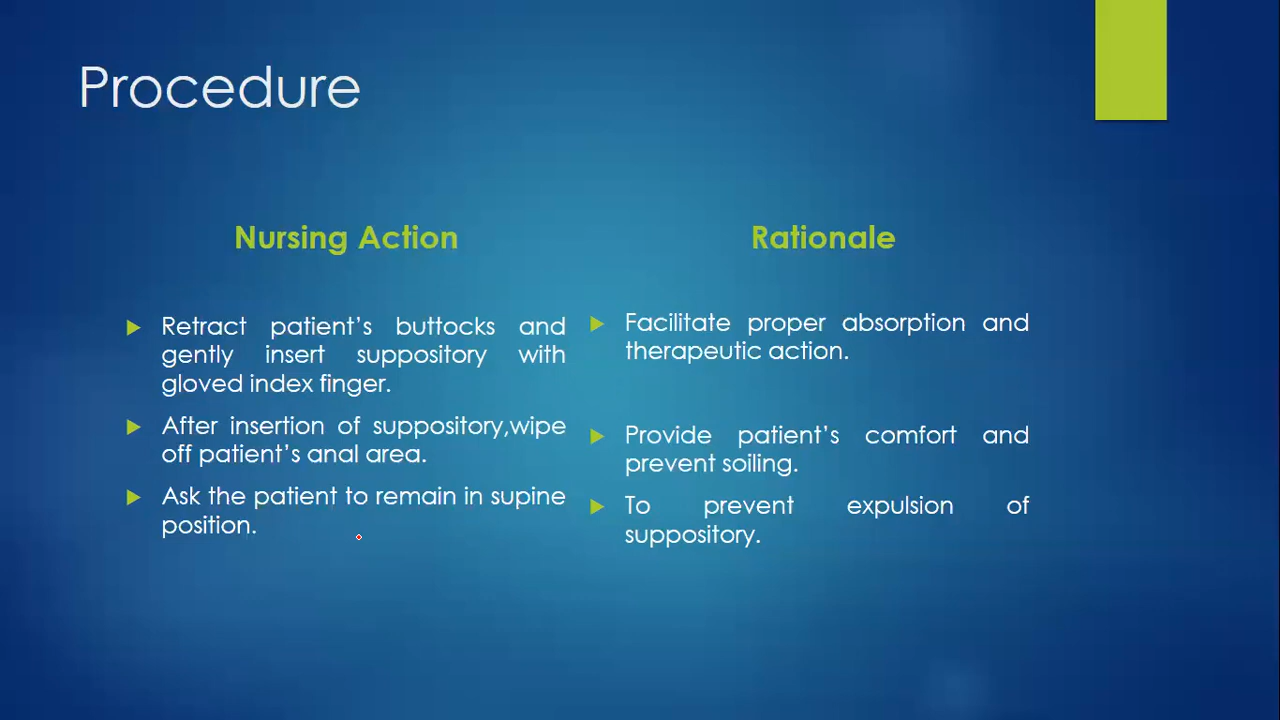 Procedure
Nursing Action
Retract patient's buttocks and
gently insert suppository with
gloved index finger.
After insertion of suppository,wipe
off patient's anal area.
Ask the patient to remain in supine
position.
Rationale
Facilitate proper absorption and
therapeutic action.
Provide patient's comfort and
prevent soiling.
To prevent expulsion of
suppository.